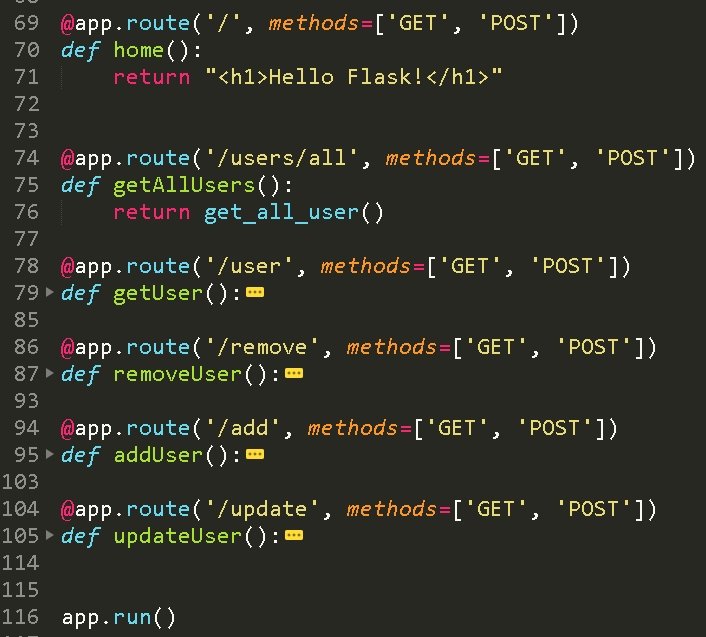 69 @app.route('/', methods=['GET', 'POST'])
70 def home():
71     return "<h1>Hello Flask!</h1>"
72
73
74 @app.route('/users/all', methods=['GET', 'POST'])
75 def getAllUsers():
76     return get_all_user()
77
78 @app.route('/user', methods=['GET', 'POST'])
79 def getUser():
85
86 @app.route('/remove', methods=['GET', 'POST'])
87 def removeUser():
93
94 @app.route('/add', methods=['GET', 'POST'])
95 def addUser():
103
104 @app.route('/update', methods=['GET', 'POST'])
105 def updateUser():
114
115
116 app.run()